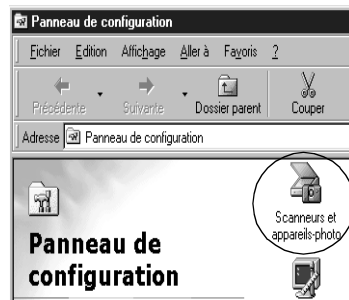 Panneau de configuration
Fichier Edition Affichage Aller à Favoris ?
Précédente Suivante Dossier parent Couper
Adresse Panneau de configuration
Scanneurs et
appareils-photo
Panneau de
configuration